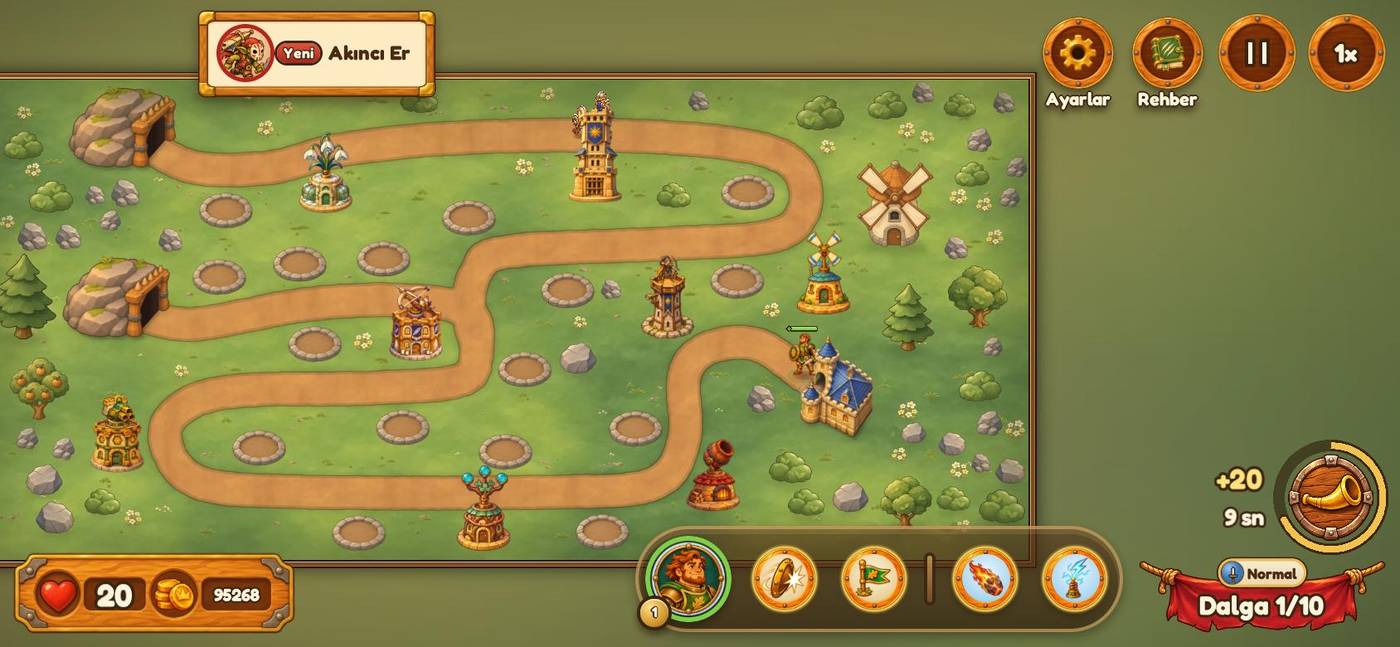 Yeni Akıncı Er
1x
Ayarlar
Rehber
+20
9 sn
Normal
Dalga 1/10
20
95268
1